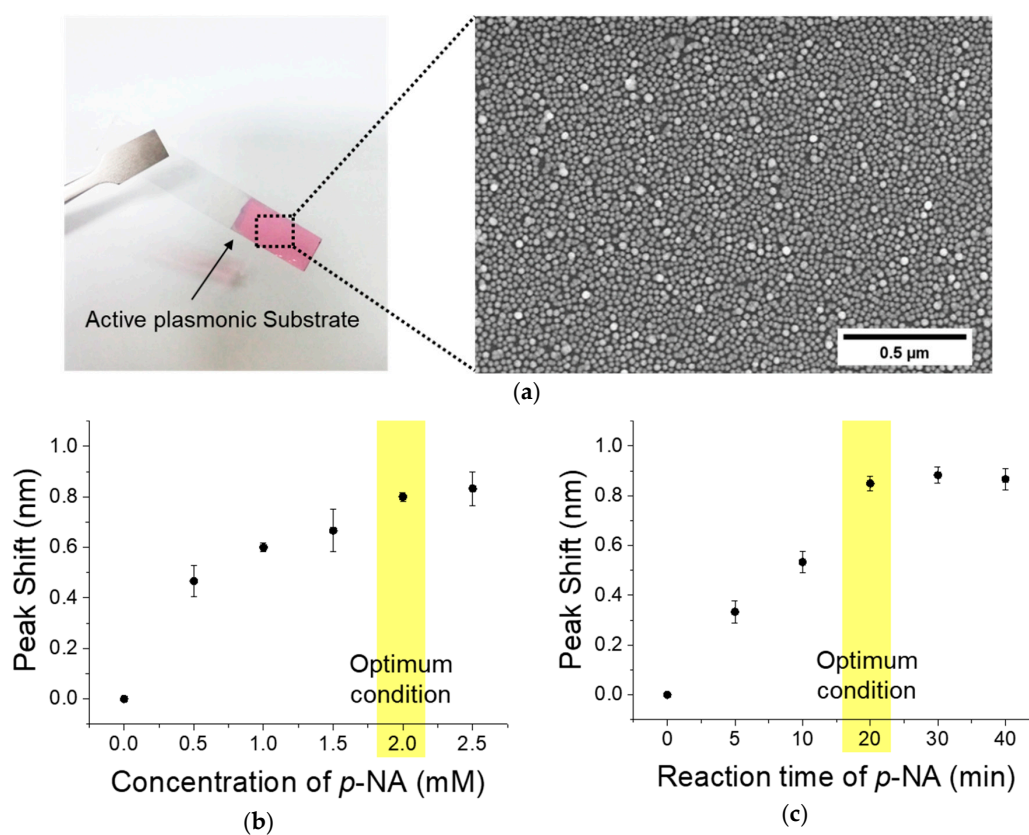 Active plasmonic Substrate
0.5 µm
(a)
Peak Shift (nm)
1.0
0.8
0.6
0.4
0.2
0.0
Optimum
condition
0.0 0.5 1.0 1.5 2.0 2.5
Concentration of p-NA (mM)
(b)
Peak Shift (nm)
1.0
0.8
0.6
0.4
0.2
0.0
Optimum
condition
0 5 10 20 30 40
Reaction time of p-NA (min)
(c)